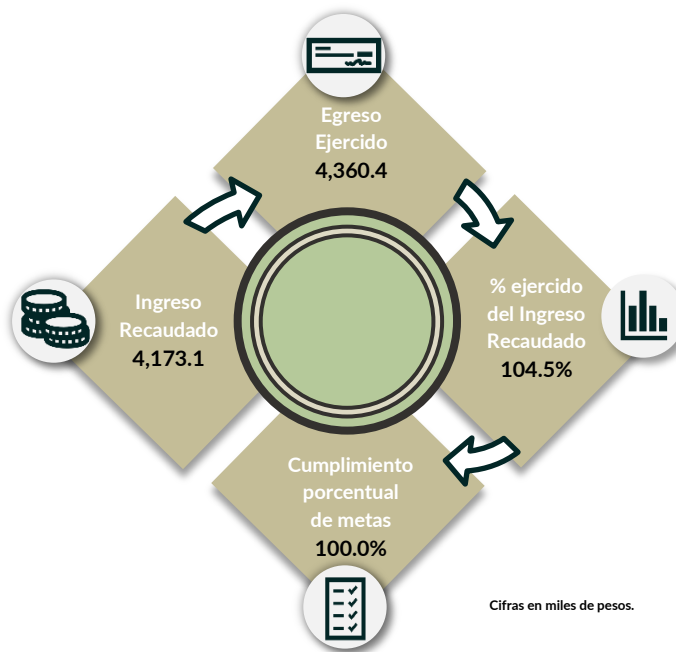 Egreso
Ejercido
4,360.4
Ingreso
Recaudado
4,173.1
% ejercido
del Ingreso
Recaudado
104.5%
Cumplimiento
porcentual
de metas
100.0%
Cifras en miles de pesos.